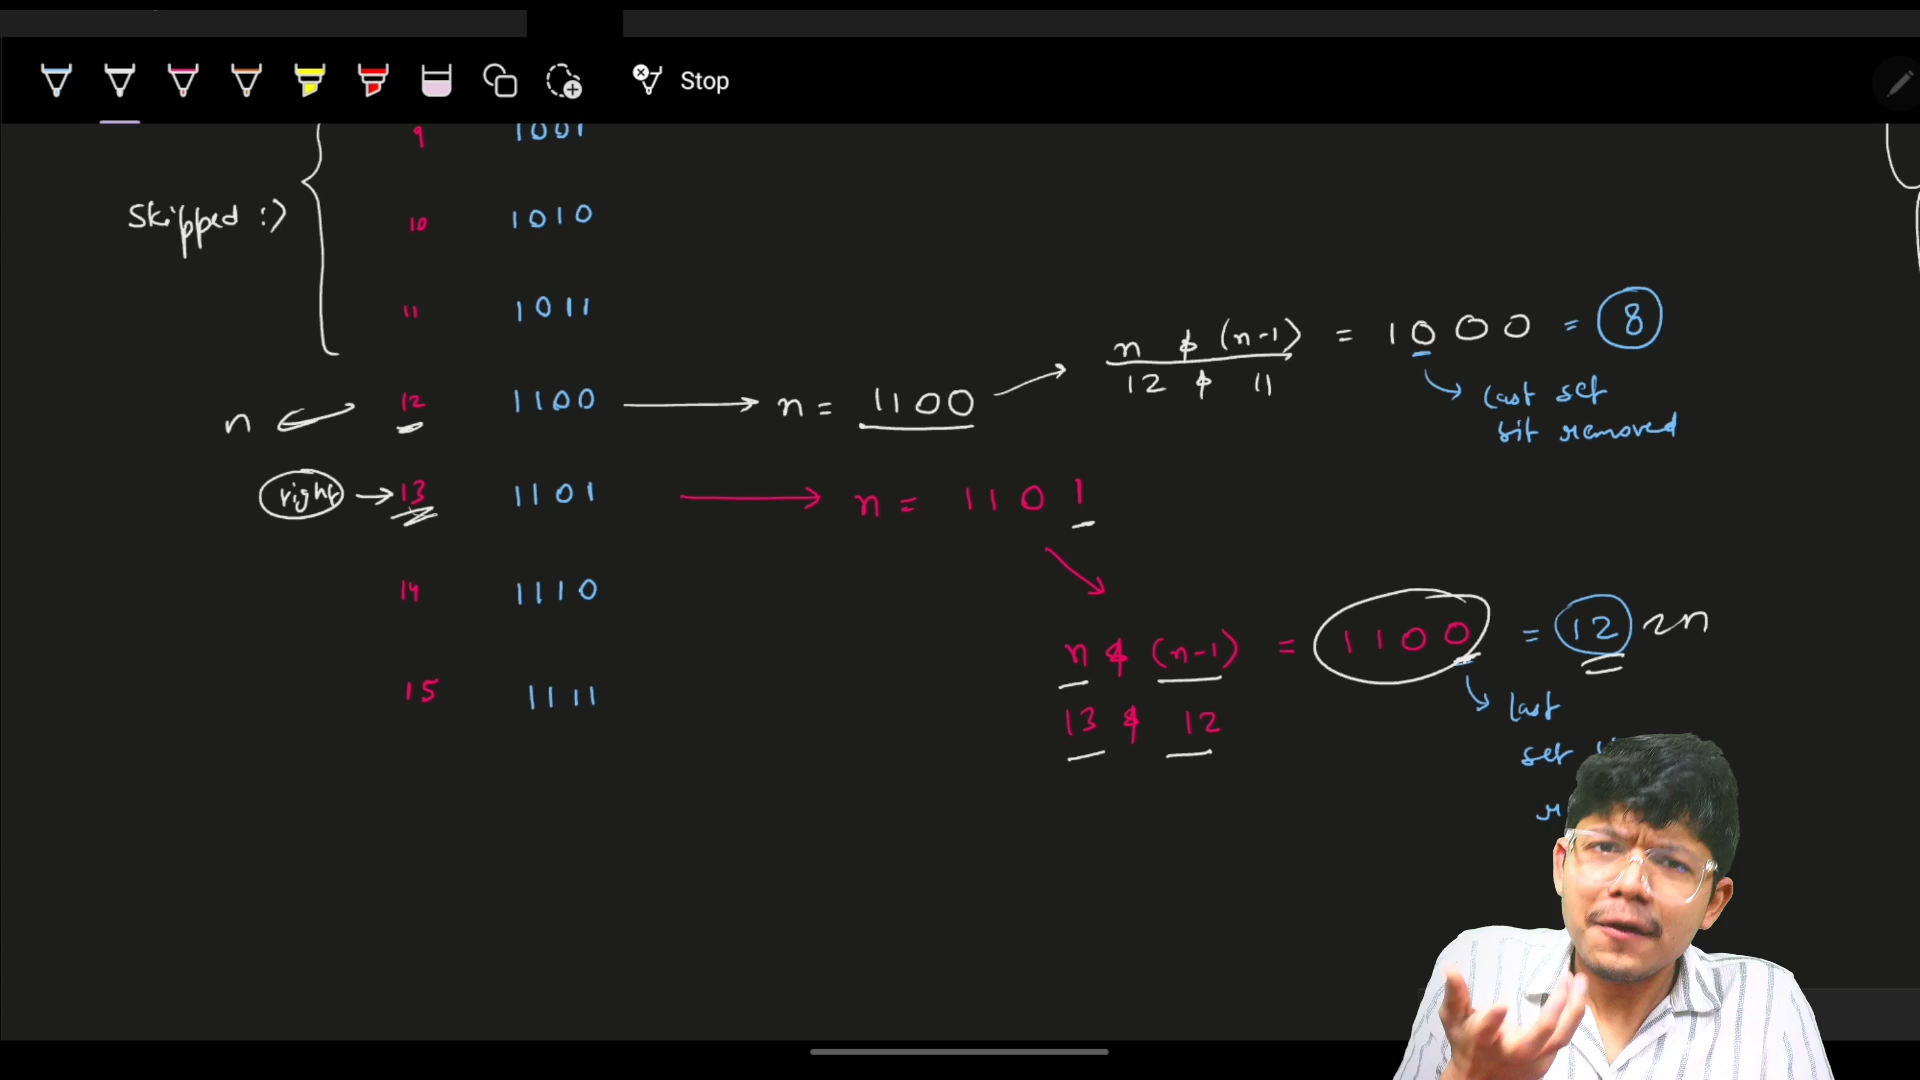 Stop
9 1001
Skipped :)
10 1010
11 1011
n & (n-1) = 1000 = 8
12 & 11
last set
bit removed
n 12 1100 n = 1100
right → 13 1101 n = 1101
14 1110
n & (n-1) = 1100 = 12 n
13 & 12
15 1111
last
set